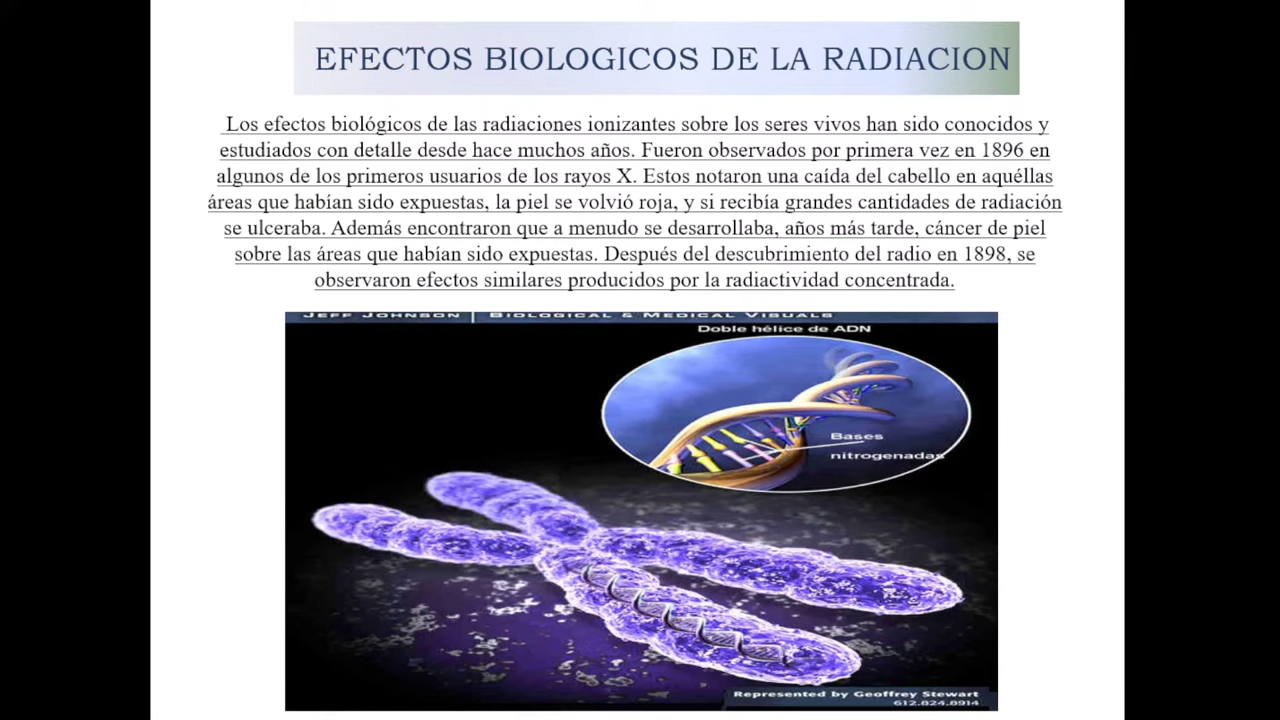 EFECTOS BIOLOGICOS DE LA RADIACION
Los efectos biológicos de las radiaciones ionizantes sobre los seres vivos han sido conocidos y
estudiados con detalle desde hace muchos años. Fueron observados por primera vez en 1896 en
algunos de los primeros usuarios de los rayos X. Estos notaron una caída del cabello en aquéllas
áreas que habían sido expuestas, la piel se volvió roja, y si recibía grandes cantidades de radiación
se ulceraba. Además encontraron que a menudo se desarrollaba, años más tarde, cáncer de piel
sobre las áreas que habían sido expuestas. Después del descubrimiento del radio en 1898, se
observaron efectos similares producidos por la radiactividad concentrada.
JEFF JOHNSON | BIOLOGICAL & MEDICAL VISUALS
Doble hélice de ADN
Bases
nitrogenadas
Represented by Geoffrey Stewart
612.824.8914